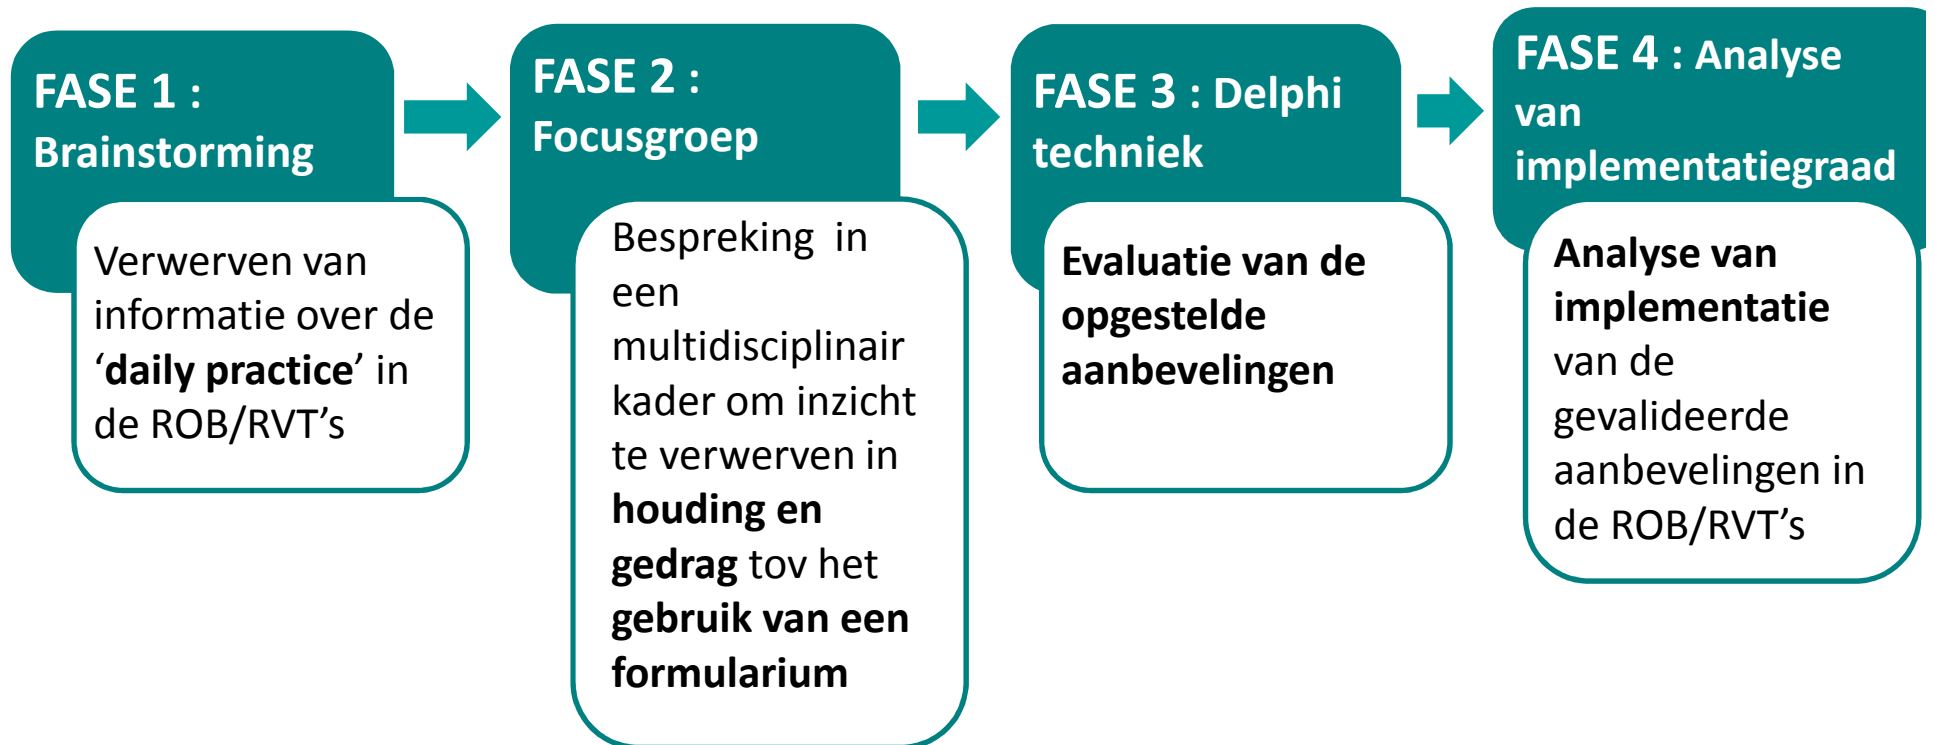 FASE 1 :
Brainstorming
Verwerven van
informatie over de
‘daily practice’ in
de ROB/RVT’s
FASE 2 :
Focusgroep
Bespreking in
een
multidisciplinair
kader om inzicht
te verwerven in
houding en
gedrag tov het
gebruik van een
formularium
FASE 3 : Delphi
techniek
Evaluatie van de
opgestelde
aanbevelingen
FASE 4 : Analyse
van
implementatiegraad
Analyse van
implementatie
van de
gevalideerde
aanbevelingen in
de ROB/RVT’s